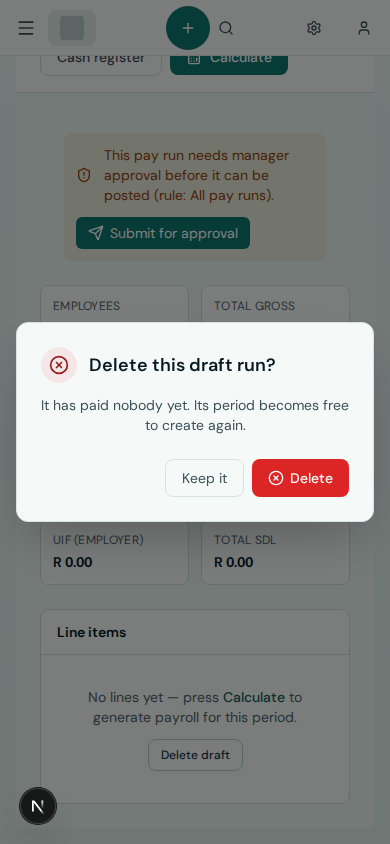 Cash register
Calculate
This pay run needs manager
approval before it can be
posted (rule: All pay runs).
Submit for approval
EMPLOYEES
TOTAL GROSS
Delete this draft run?
It has paid nobody yet. Its period becomes free
to create again.
Keep it
Delete
UIF (EMPLOYER)
TOTAL SDL
R 0.00
R 0.00
Line items
No lines yet — press Calculate to
generate payroll for this period.
Delete draft
N